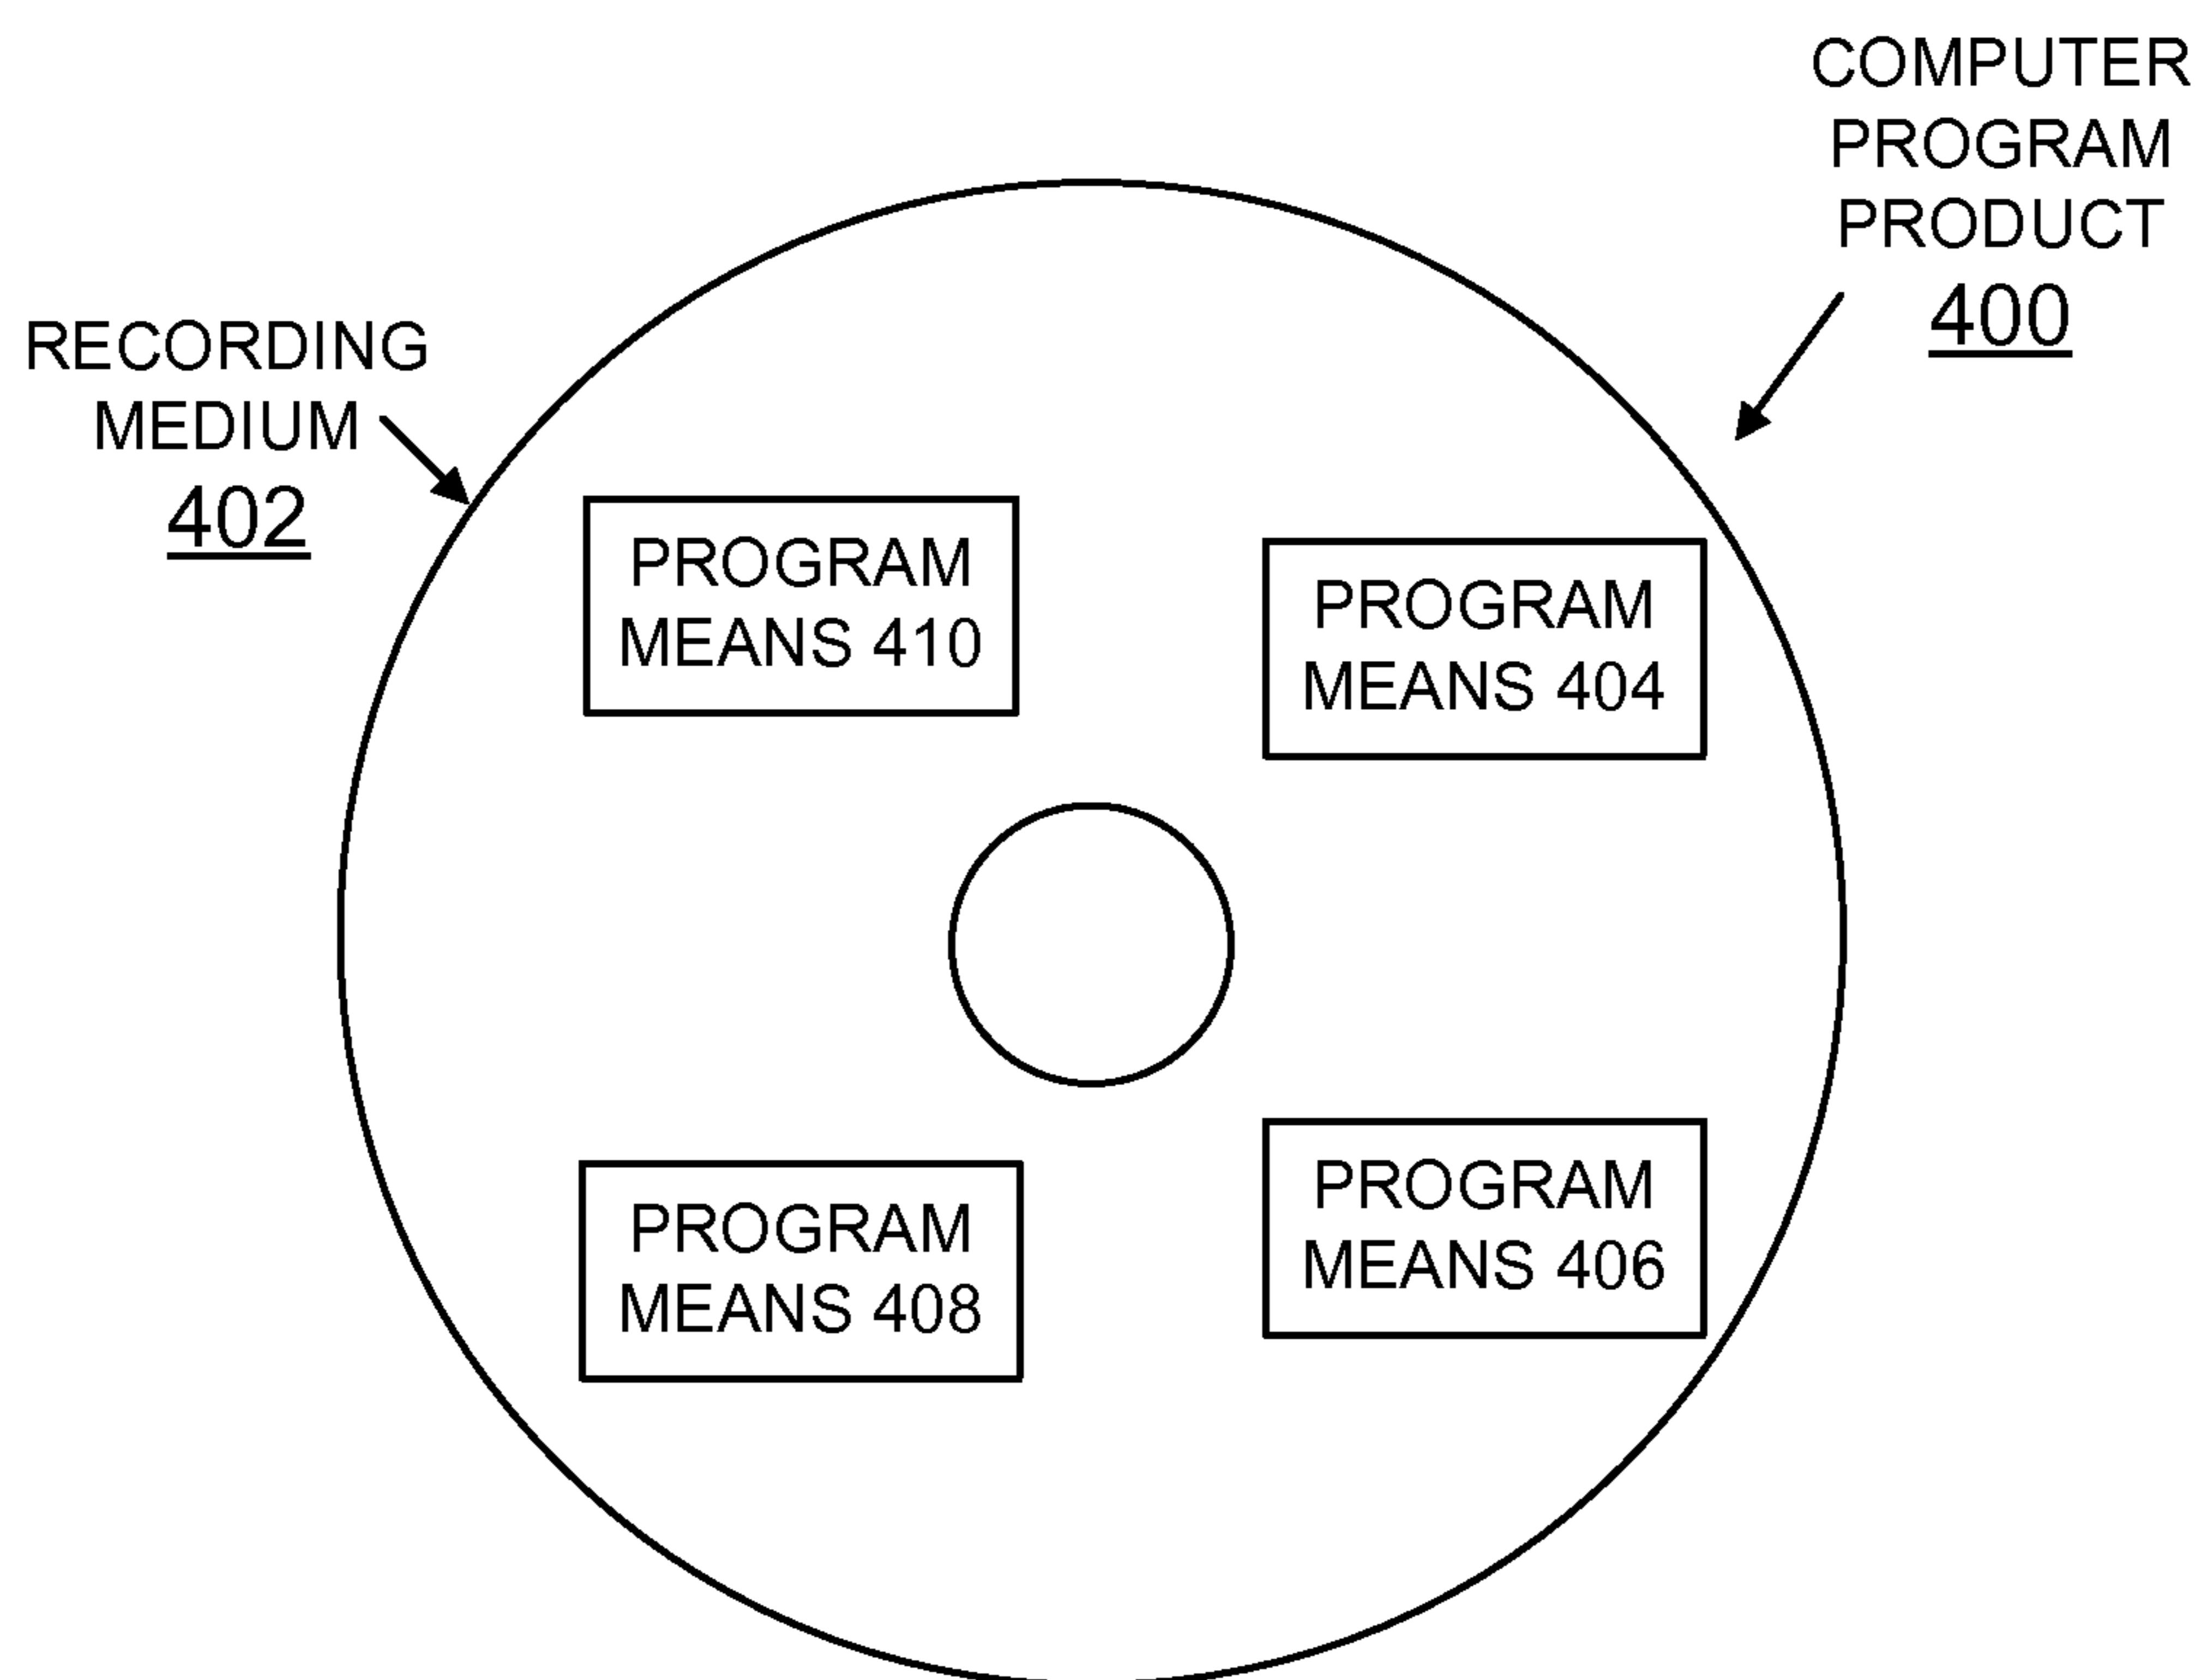 COMPUTER
PROGRAM
PRODUCT
400
RECORDING
MEDIUM
402
PROGRAM
MEANS 410
PROGRAM
MEANS 404
PROGRAM
MEANS 408
PROGRAM
MEANS 406